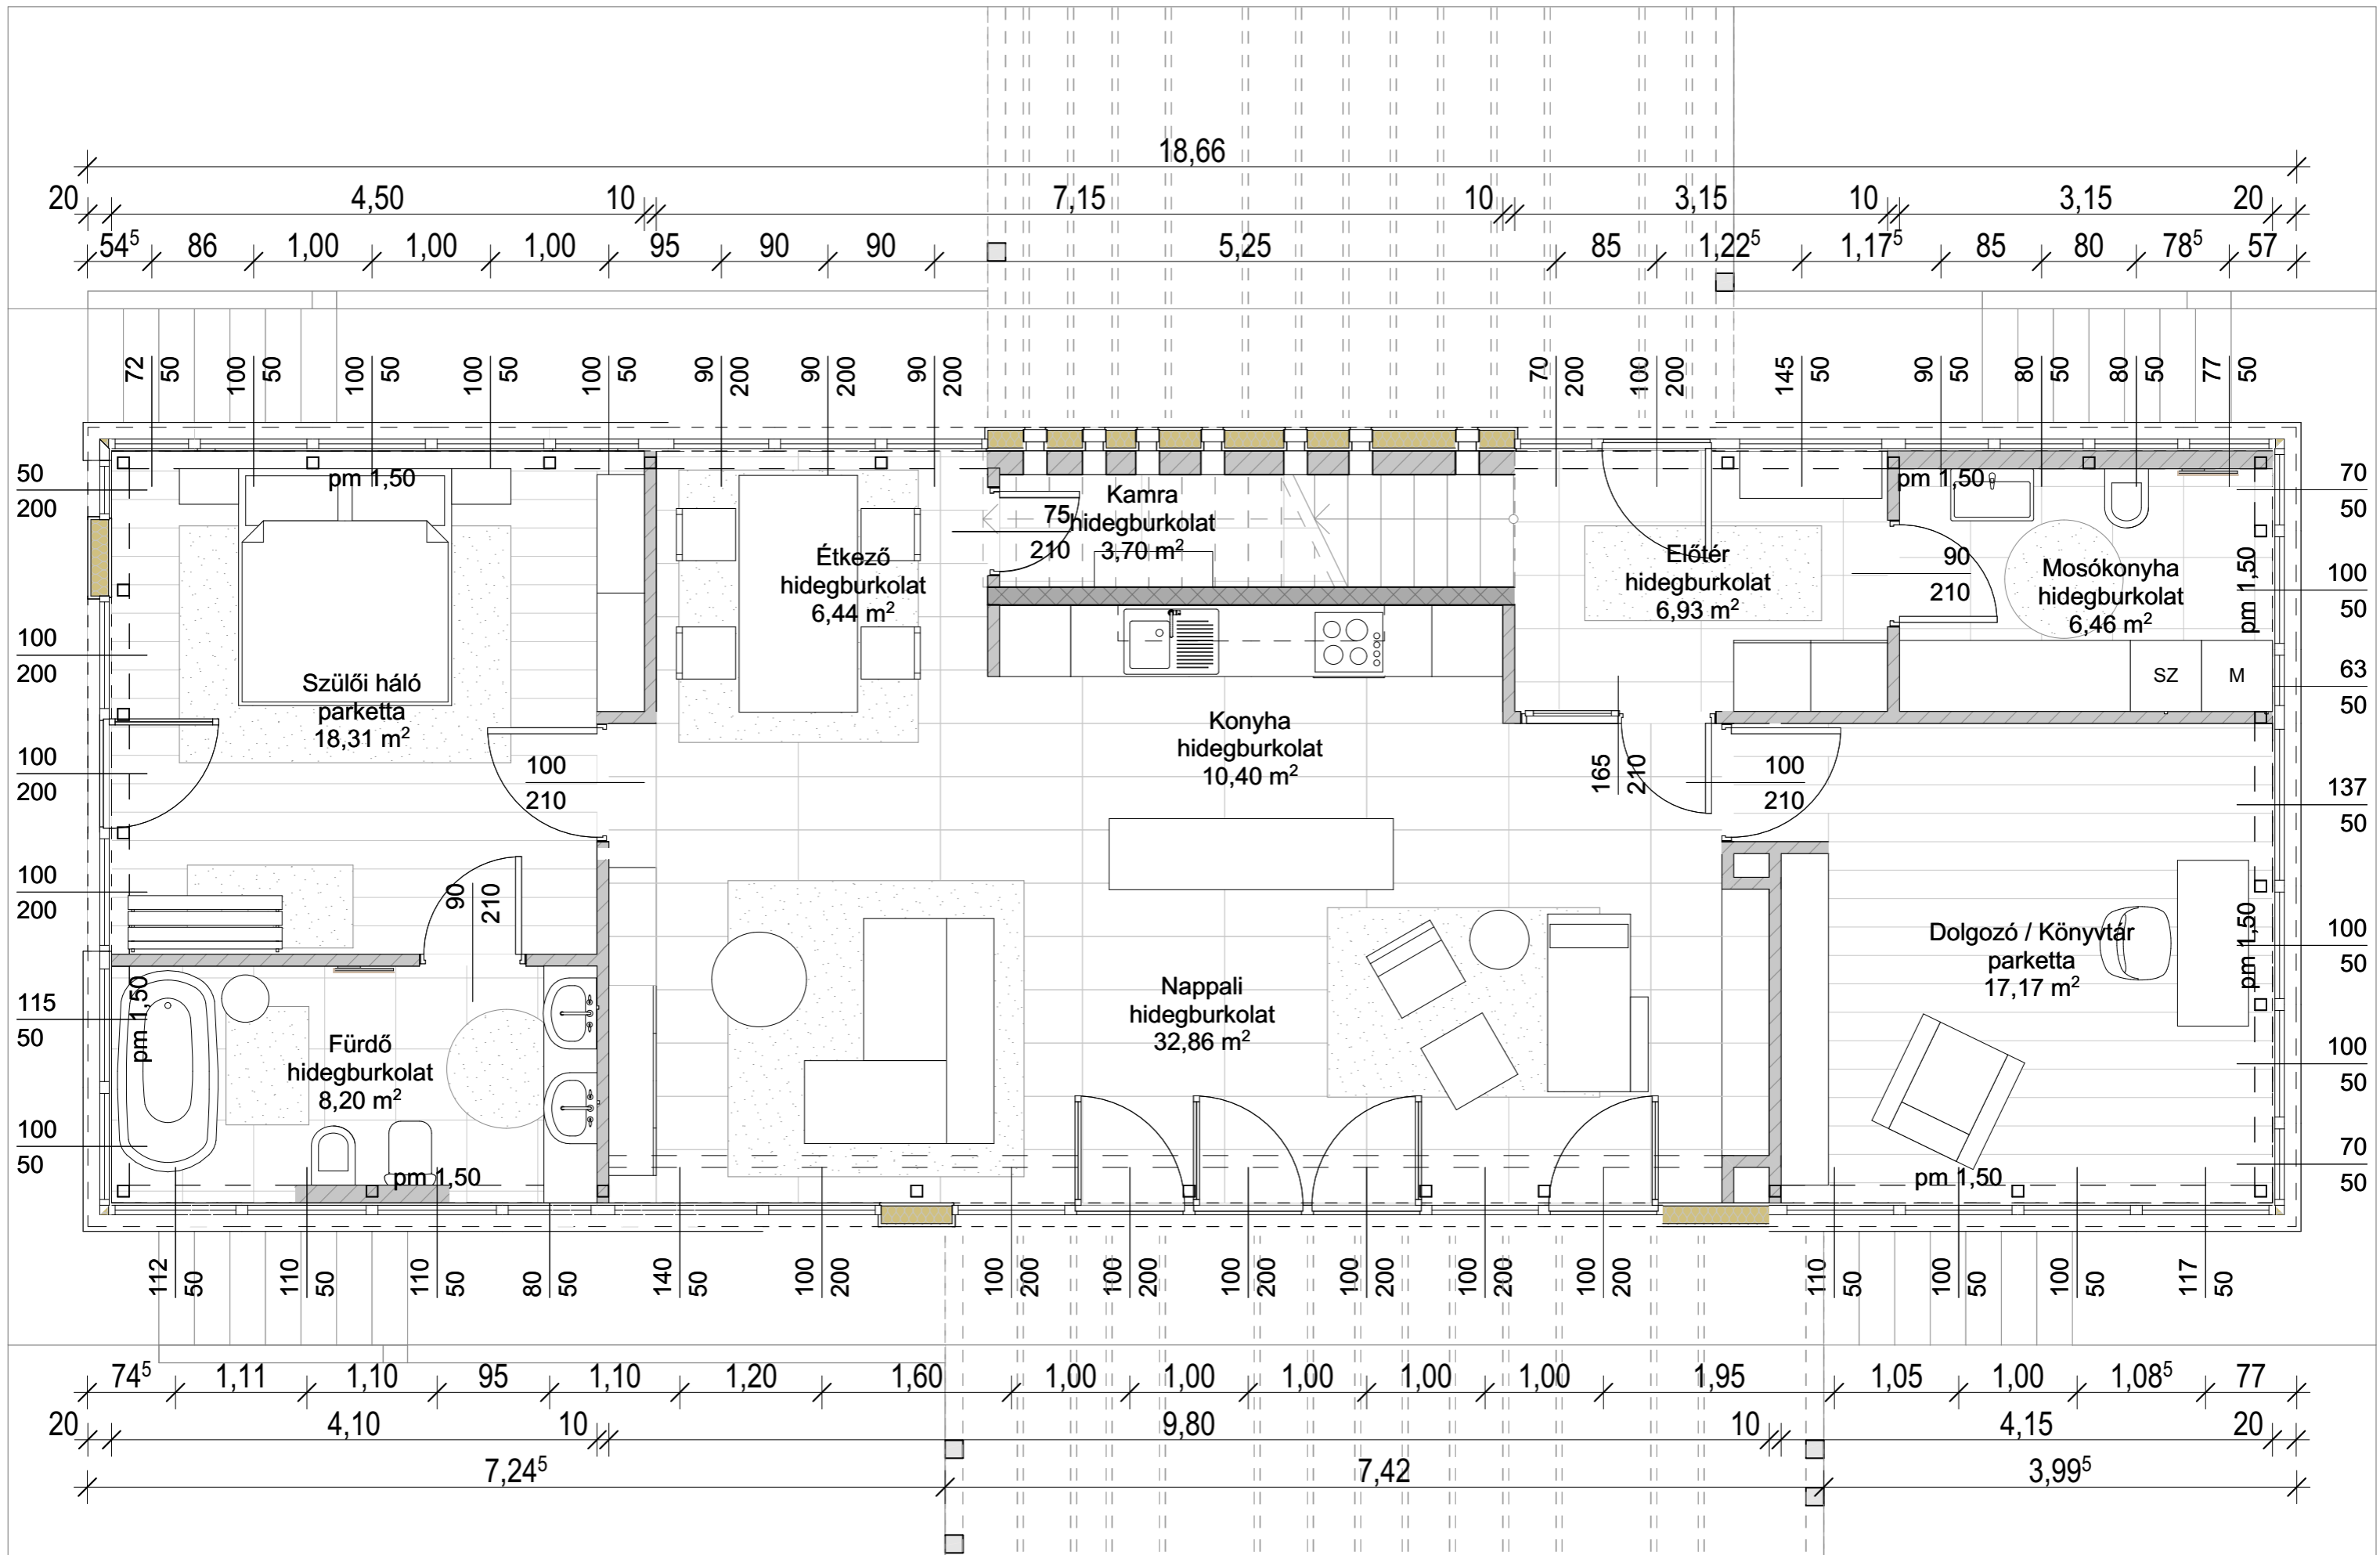 18,66
20 4,50 10 7,15 10 3,15 10 3,15 20
54⁵ 86 1,00 1,00 1,00 95 90 90 5,25 85 1,22⁵ 1,17⁵ 85 80 78⁵ 57
72 50 100 50 100 50 100 50 100 50 90 200 90 200 90 200 70 200 100 200 145 50 90 50 80 50 80 50 77 50
50
200
100
200
100
200
100
200
115
50
100
50
pm 1,50
Szülői háló
parketta
18,31 m²
100
210
90
210
pm 1,50
Fürdő
hidegburkolat
8,20 m²
pm 1,50
Étkező
hidegburkolat
6,44 m²
75
210
Kamra
hidegburkolat
3,70 m²
Konyha
hidegburkolat
10,40 m²
Nappali
hidegburkolat
32,86 m²
Előtér
hidegburkolat
6,93 m²
165
210
100
210
90
210
pm 1,50
Mosókonyha
hidegburkolat
6,46 m²
pm 1,50
SZ M
Dolgozó / Könyvtár
parketta
17,17 m²
pm 1,50
pm 1,50
70
50
100
50
63
50
137
50
100
50
100
50
70
50
112 50 110 50 110 50 80 50 140 50 100 200 100 200 100 200 100 200 100 200 100 200 100 200 110 50 100 50 100 50 117 50
74⁵ 1,11 1,10 95 1,10 1,20 1,60 1,00 1,00 1,00 1,00 1,00 1,95 1,05 1,00 1,08⁵ 77
20 4,10 10 9,80 10 4,15 20
7,24⁵ 7,42 3,99⁵